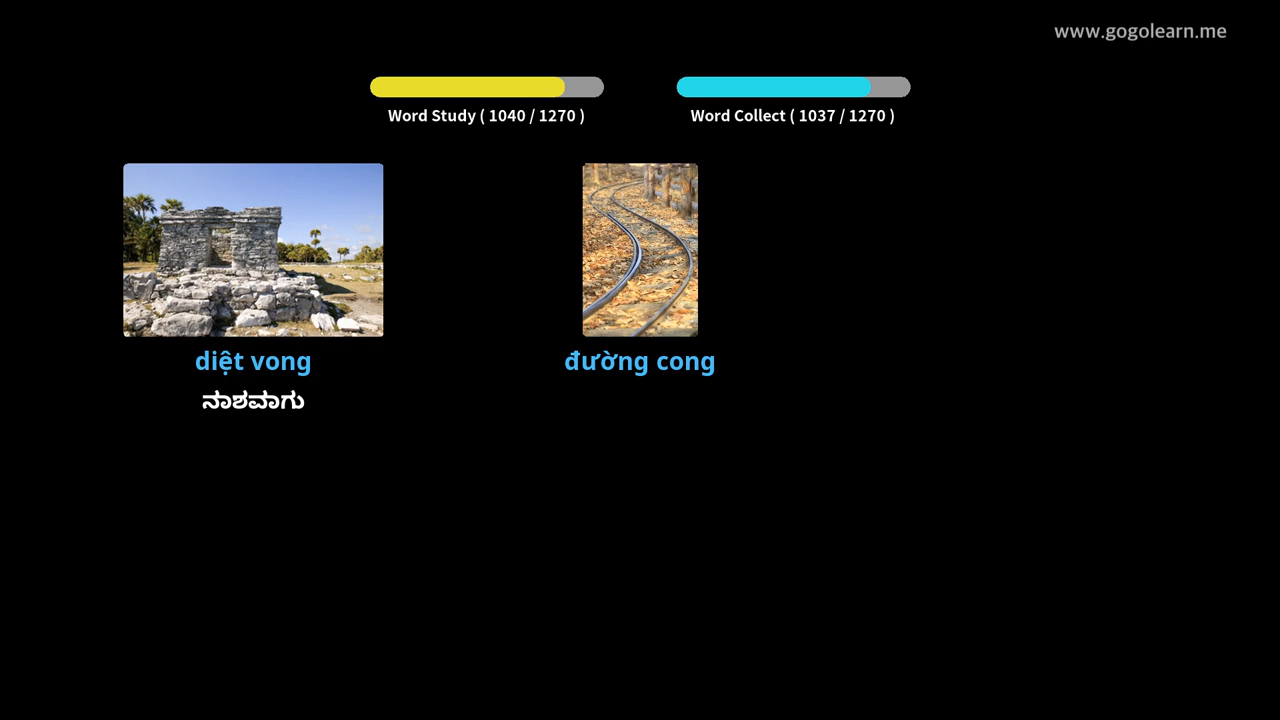 www.gogolearn.me
Word Study ( 1040 / 1270 )
Word Collect ( 1037 / 1270 )
diệt vong
ನಾಶವಾಗು
đường cong